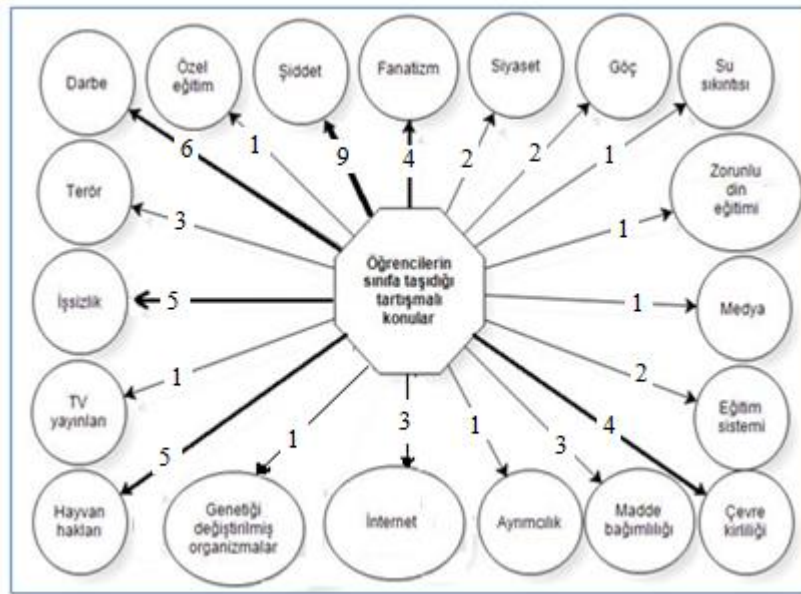 Darbe
Özel
eğitim
Şiddet
Fanatizm
Siyaset
Göç
Su
sıkıntısı
6
1
9
4
2
2
1
Terör
3
Zorunlu
din
eğitimi
1
Öğrencilerin
sınıfa taşıdığı
tartışmalı
konular
İşsizlik
5
1
Medya
TV
yayınları
1
2
Eğitim
sistemi
5
1
3
1
3
4
Hayvan
hakları
Genetiği
değiştirilmiş
organizmalar
İnternet
Ayrımcılık
Madde
bağımlılığı
Çevre
kirliliği